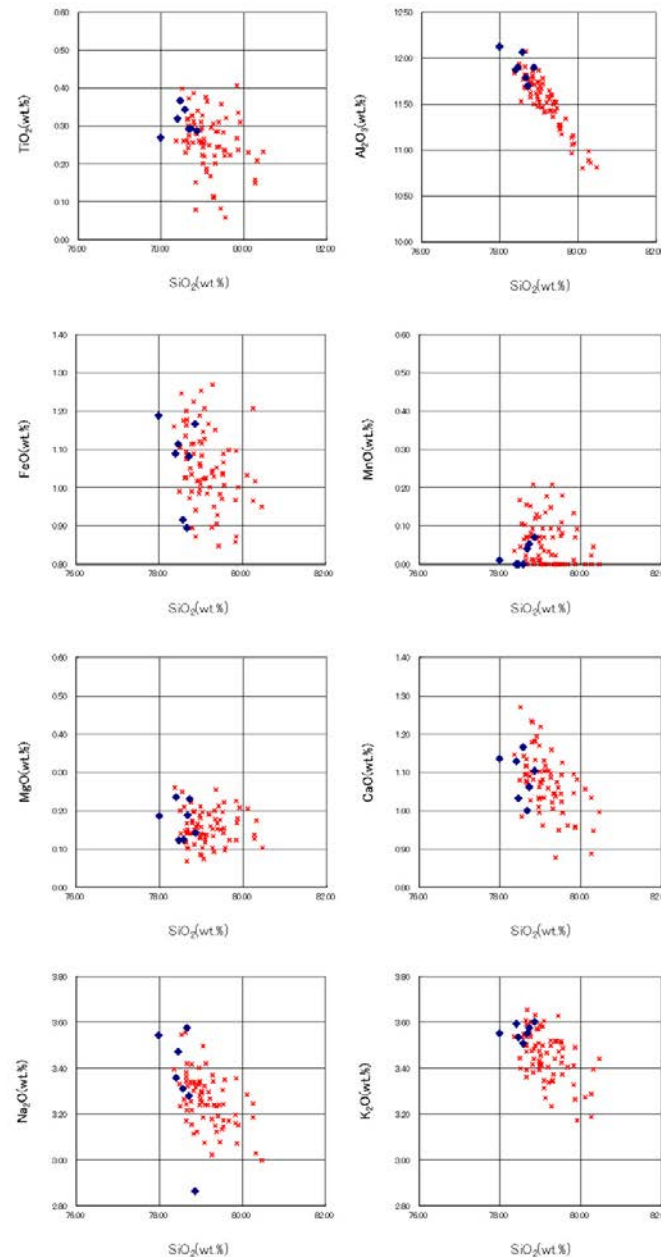 0.60
0.50
0.40
0.30
0.20
0.10
0.00
TiO₂(wt.%)
76.00 78.00 80.00 82.00
SiO₂(wt.%)
12.50
12.00
11.50
11.00
10.50
10.00
Al₂O₃(wt.%)
76.00 78.00 80.00 82.00
SiO₂(wt.%)
1.40
1.30
1.20
1.10
1.00
0.90
0.80
FeO(wt.%)
76.00 78.00 80.00 82.00
SiO₂(wt.%)
0.60
0.50
0.40
0.30
0.20
0.10
0.00
MnO(wt.%)
76.00 78.00 80.00 82.00
SiO₂(wt.%)
0.60
0.50
0.40
0.30
0.20
0.10
0.00
MgO(wt.%)
76.00 78.00 80.00 82.00
SiO₂(wt.%)
1.40
1.30
1.20
1.10
1.00
0.90
0.80
CaO(wt.%)
76.00 78.00 80.00 82.00
SiO₂(wt.%)
3.80
3.60
3.40
3.20
3.00
2.80
Na₂O(wt.%)
76.00 78.00 80.00 82.00
SiO₂(wt.%)
3.80
3.60
3.40
3.20
3.00
2.80
K₂O(wt.%)
76.00 78.00 80.00 82.00
SiO₂(wt.%)